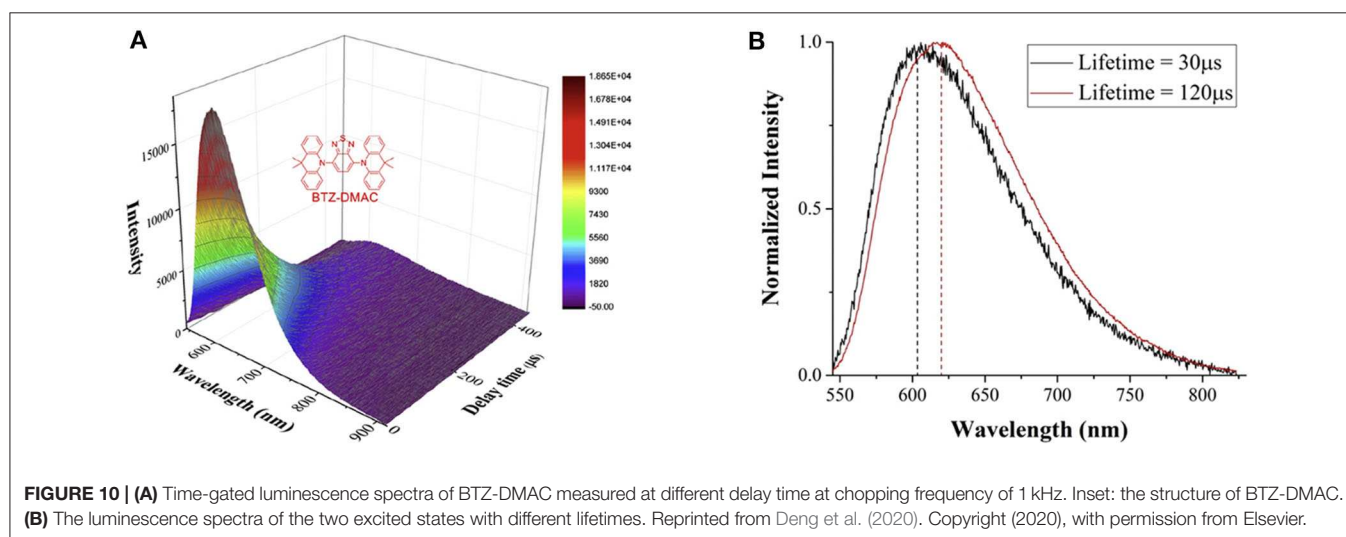 A
1.865E+04
1.678E+04
1.491E+04
1.304E+04
1.117E+04
9300
7430
5560
3690
1820
-50.00
15000
10000
5000
0
Intensity
S
N N
N N
BTZ-DMAC
600
700
800
900
Wavelength (nm)
0
200
400
Delay time (μs)
B
Lifetime = 30μs
Lifetime = 120μs
1.0
0.5
0.0
Normalized Intensity
550 600 650 700 750 800
Wavelength (nm)
FIGURE 10 | (A) Time-gated luminescence spectra of BTZ-DMAC measured at different delay time at chopping frequency of 1 kHz. Inset: the structure of BTZ-DMAC.
(B) The luminescence spectra of the two excited states with different lifetimes. Reprinted from Deng et al. (2020). Copyright (2020), with permission from Elsevier.